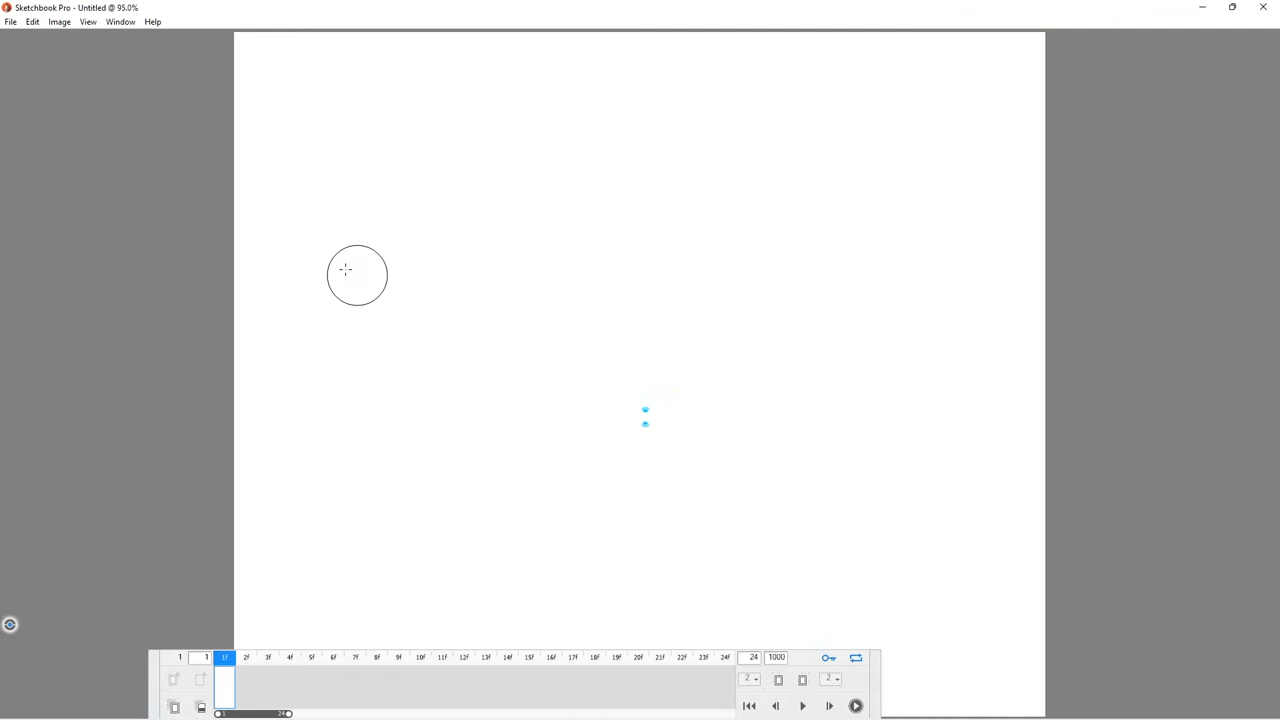 Sketchbook Pro - Untitled @ 95.0%
File Edit Image View Window Help
1 1 1f 2f 3f 4f 5f 6f 7f 8f 9f 10f 11f 12f 13f 14f 15f 16f 17f 18f 19f 20f 21f 22f 23f 24f 24 1000
2 2
1 24